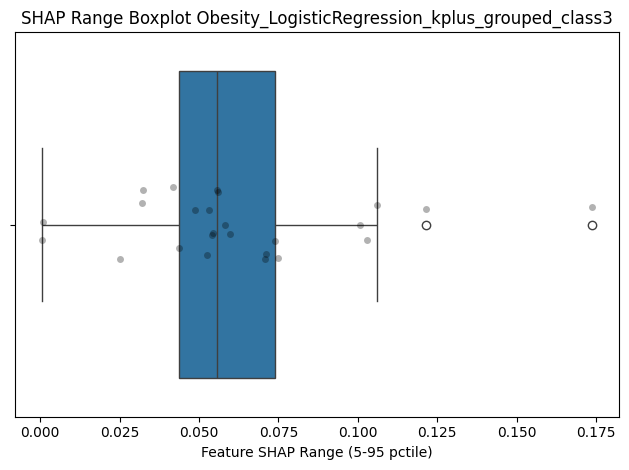 SHAP Range Boxplot Obesity_LogisticRegression_kplus_grouped_class3
0.000 0.025 0.050 0.075 0.100 0.125 0.150 0.175
Feature SHAP Range (5-95 pctile)